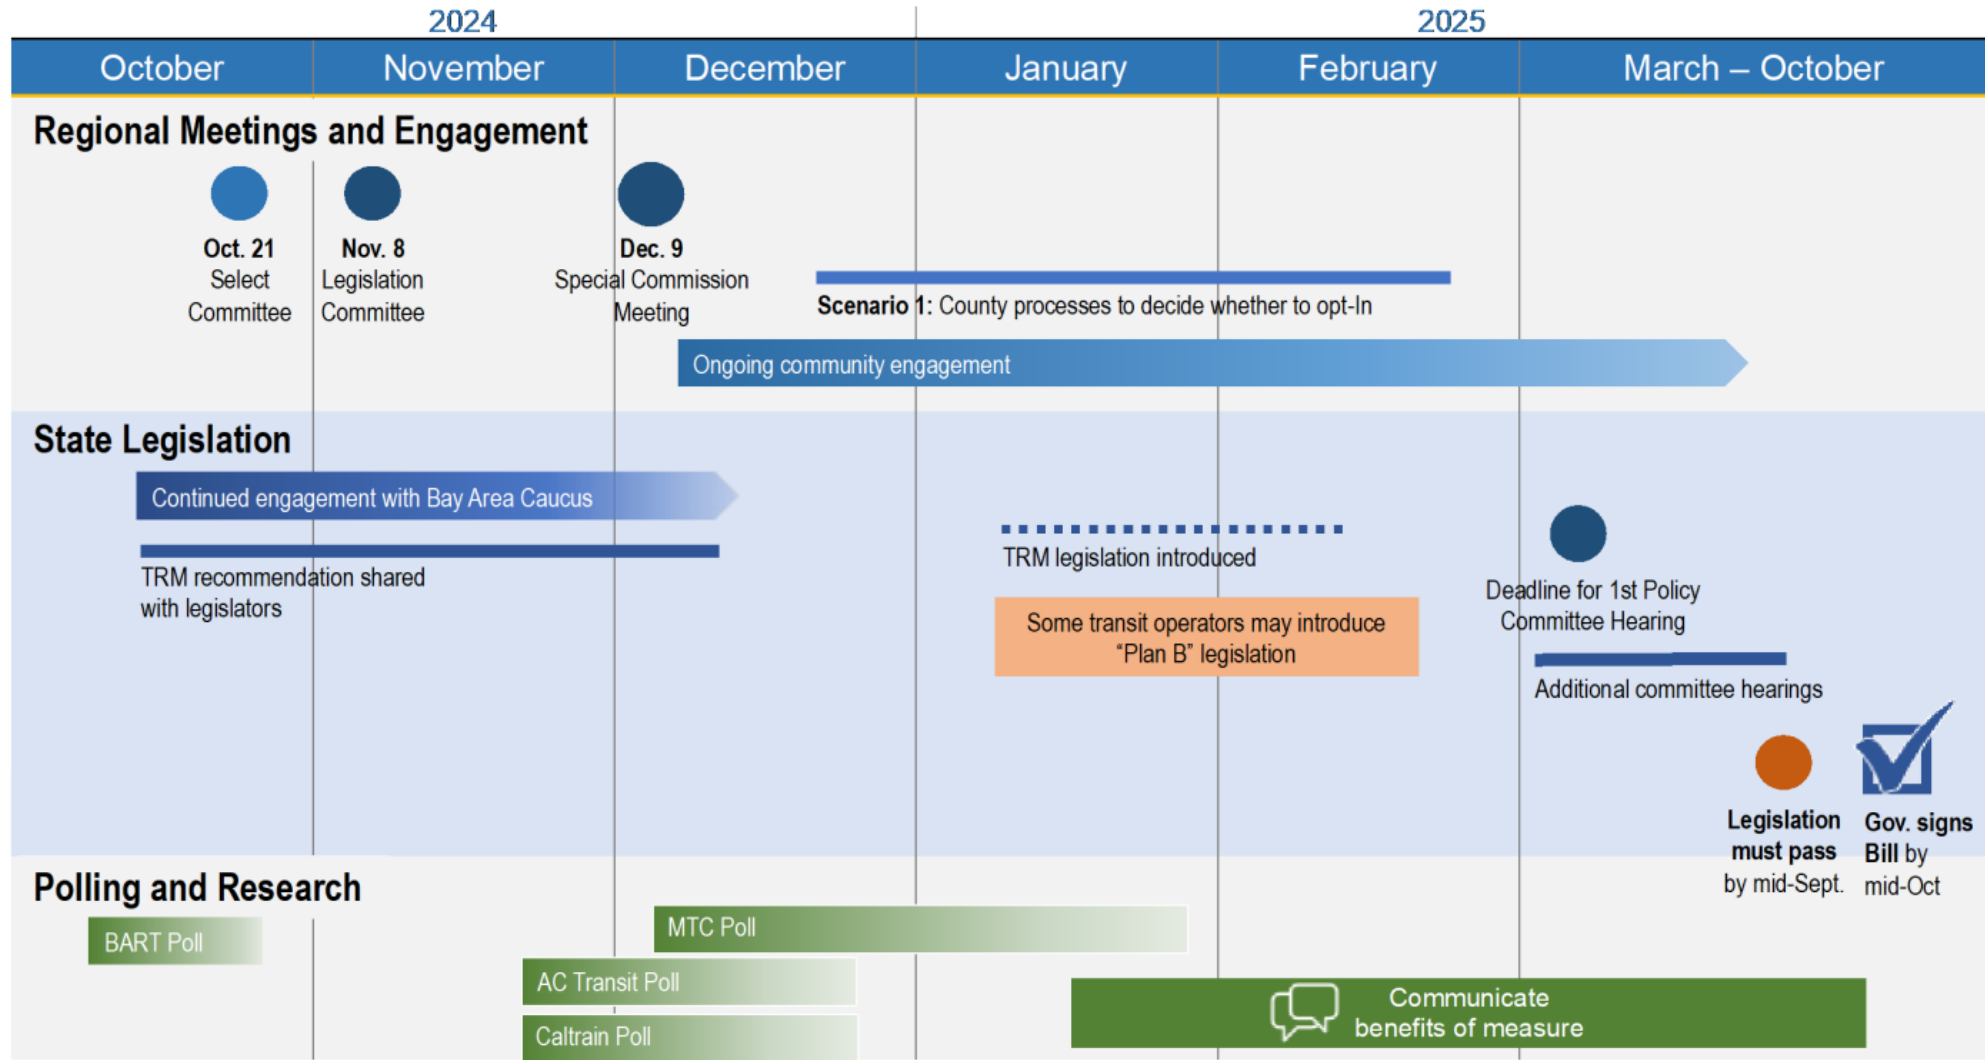 2024
2025
October
November
December
January
February
March – October
Regional Meetings and Engagement
Oct. 21
Select
Committee
Nov. 8
Legislation
Committee
Dec. 9
Special Commission
Meeting
Scenario 1: County processes to decide whether to opt-In
Ongoing community engagement
State Legislation
Continued engagement with Bay Area Caucus
TRM recommendation shared
with legislators
TRM legislation introduced
Some transit operators may introduce
“Plan B” legislation
Deadline for 1st Policy
Committee Hearing
Additional committee hearings
Legislation
must pass
by mid-Sept.
Gov. signs
Bill by
mid-Oct
Polling and Research
BART Poll
MTC Poll
AC Transit Poll
Caltrain Poll
Communicate
benefits of measure